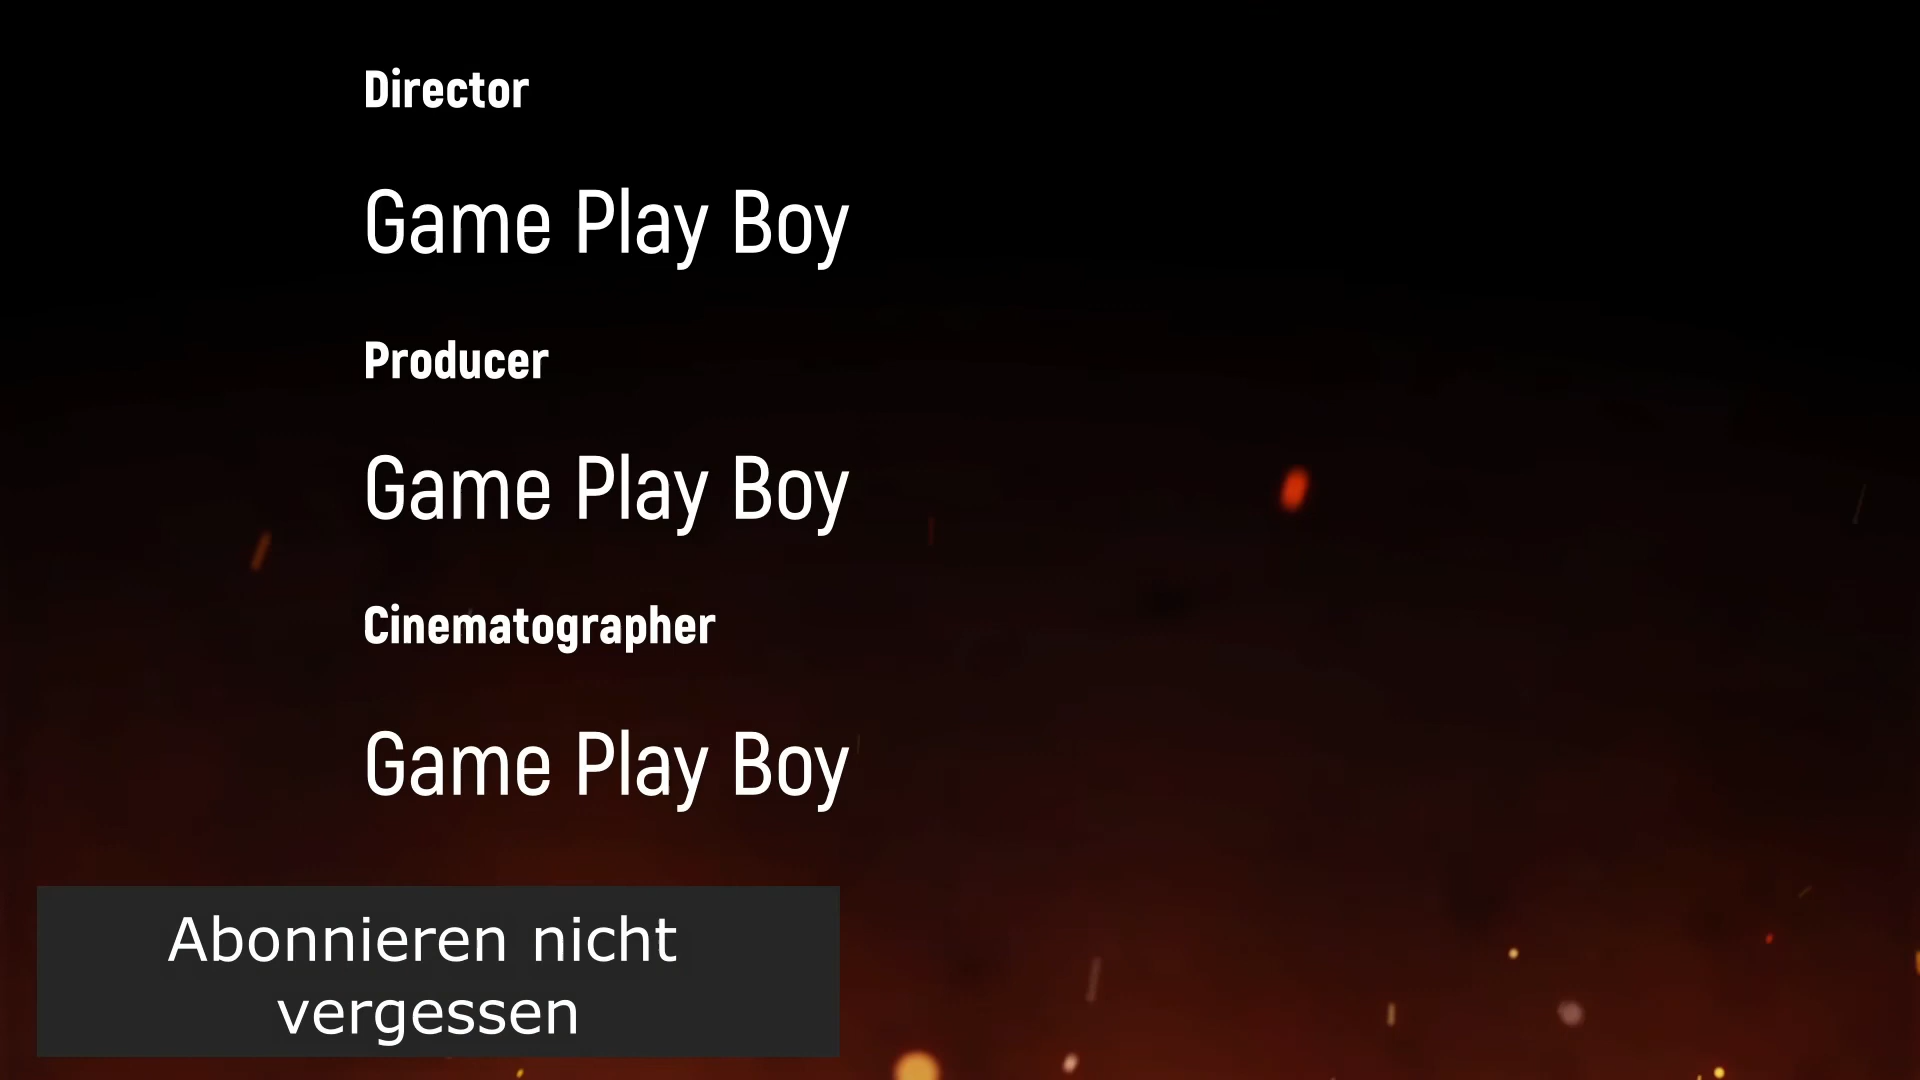 Director
Game Play Boy
Producer
Game Play Boy
Cinematographer
Game Play Boy
Abonnieren nicht
vergessen